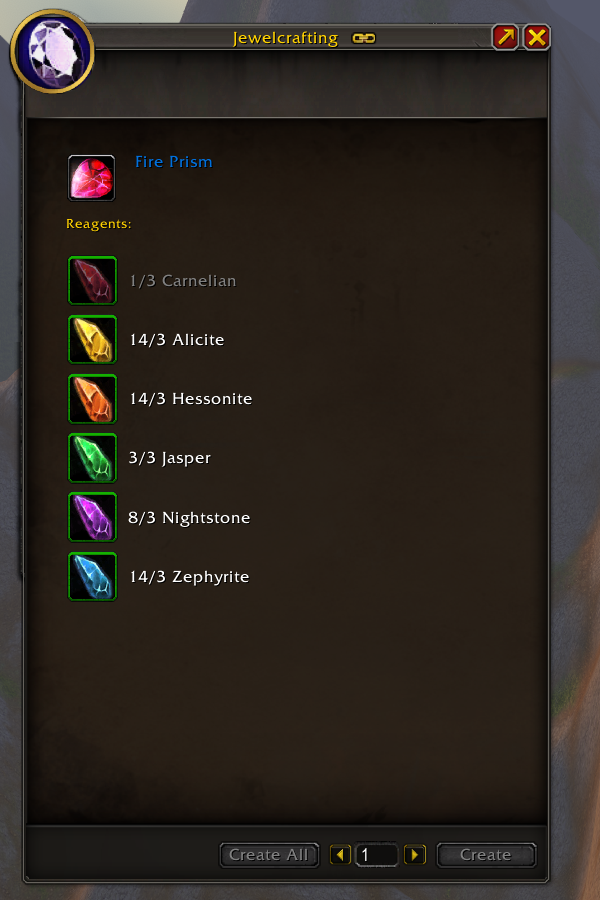 Jewelcrafting
Fire Prism
Reagents:
1/3 Carnelian
14/3 Alicite
14/3 Hessonite
3/3 Jasper
8/3 Nightstone
14/3 Zephyrite
Create All 1 Create